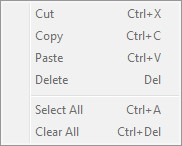 Cut Ctrl+X
Copy Ctrl+C
Paste Ctrl+V
Delete Del
Select All Ctrl+A
Clear All Ctrl+Del